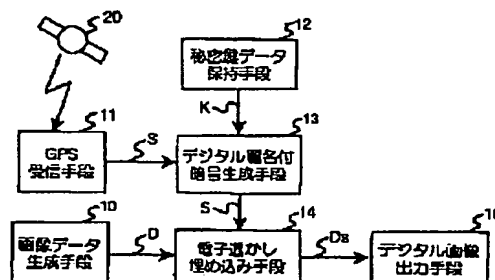 20
12
秘密鍵データ
保持手段
K
11
13
GPS
受信手段
S
デジタル署名付
暗号生成手段
10
S
14
画像データ
生成手段
D
電子透かし
埋め込み手段
Ds
デジタル画像
出力手段